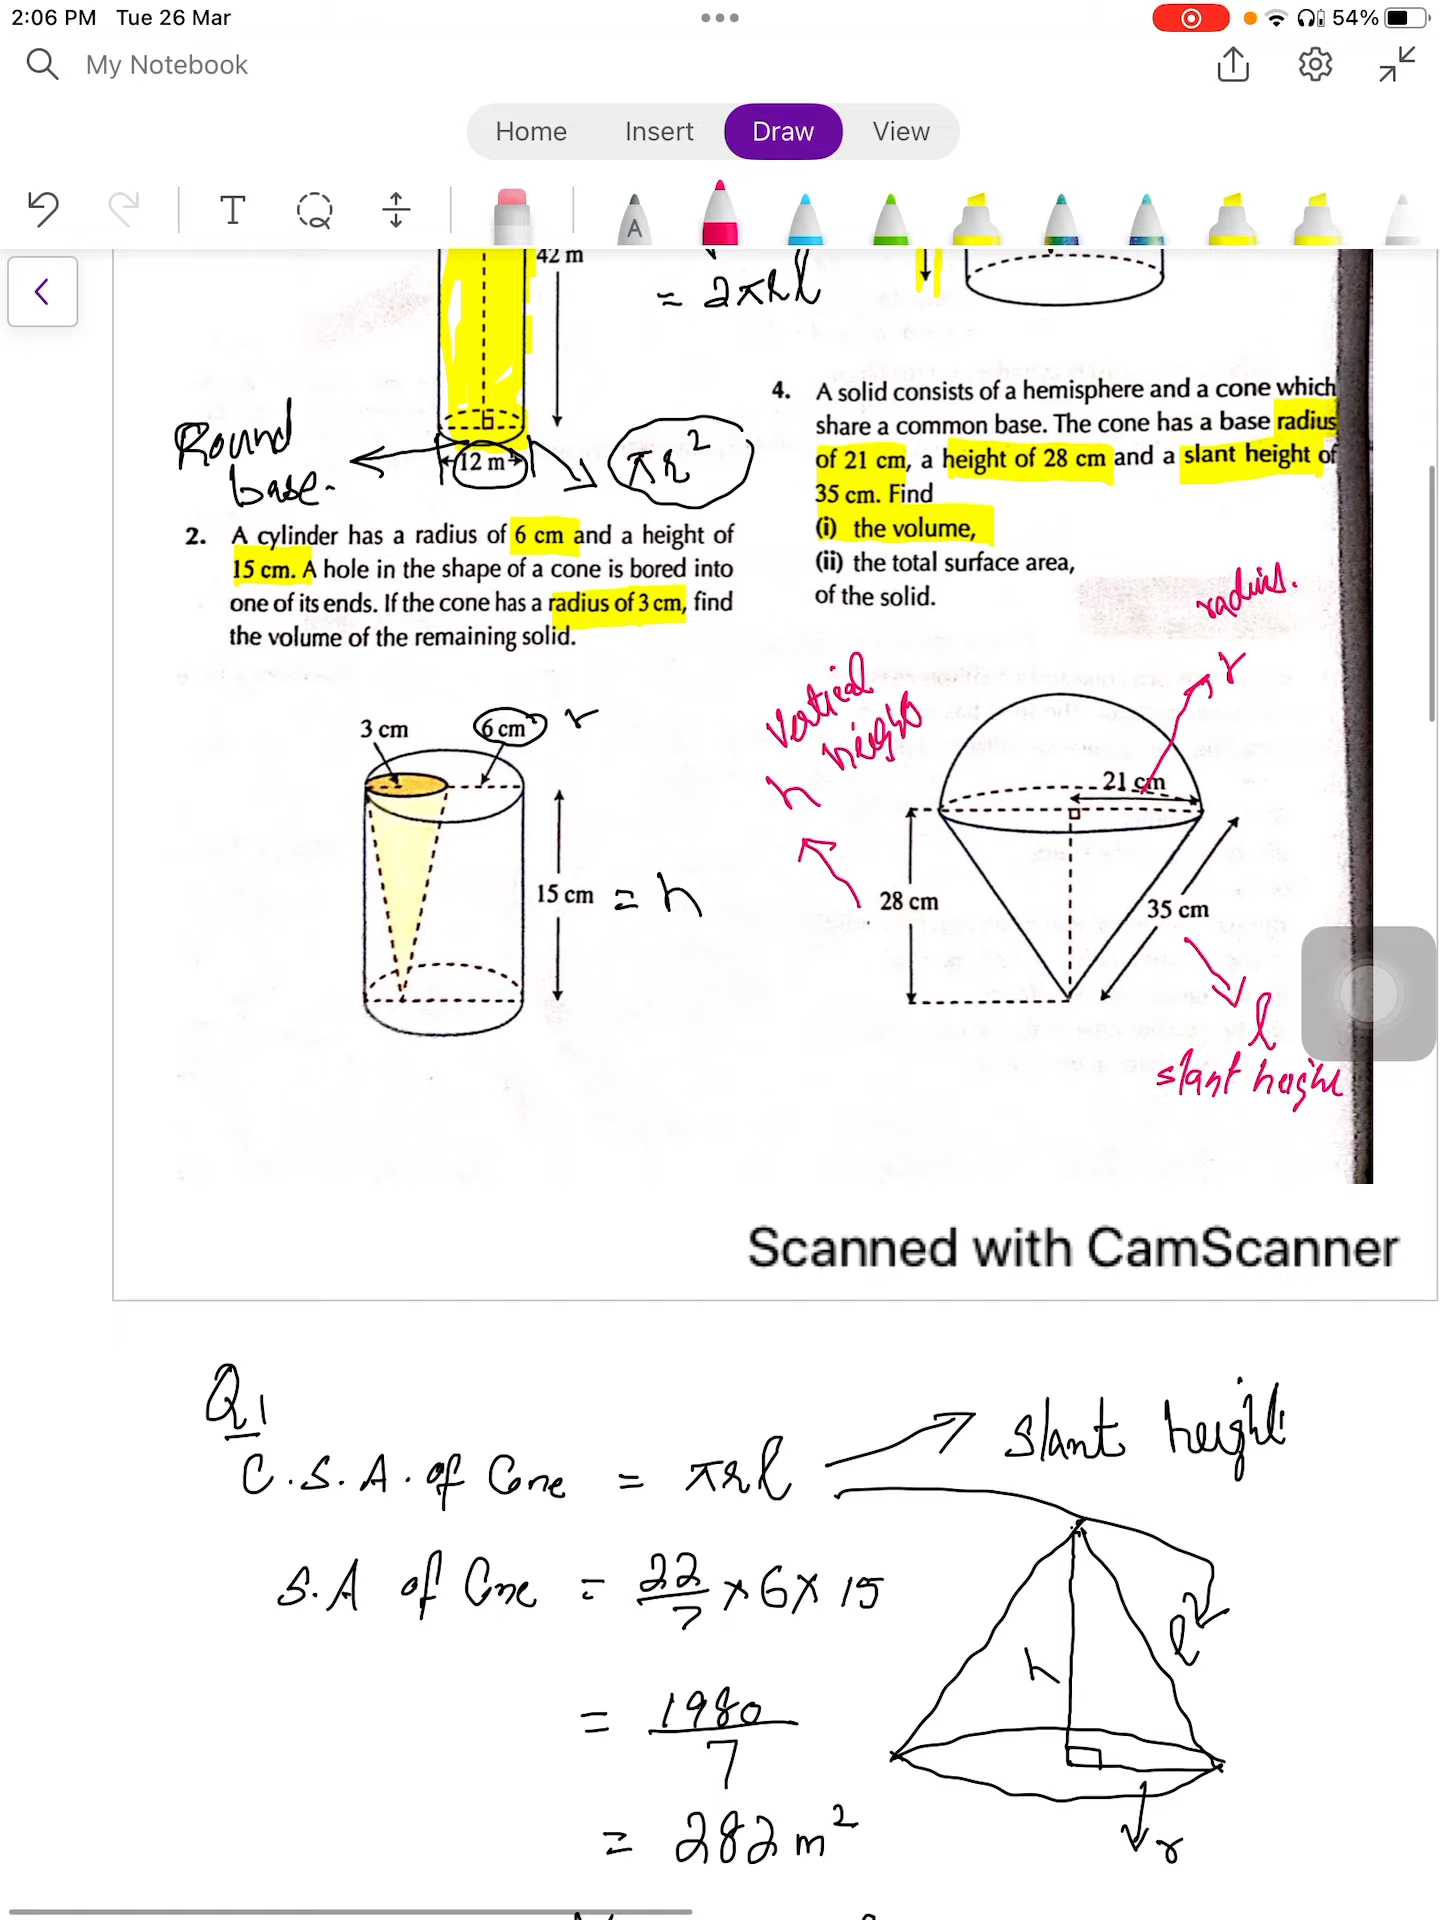 2:06 PM Tue 26 Mar
54%
My Notebook
Home Insert Draw View
T
A
42 m
= 2πrl
Round
base.
12 m
πr²
2. A cylinder has a radius of 6 cm and a height of
15 cm. A hole in the shape of a cone is bored into
one of its ends. If the cone has a radius of 3 cm, find
the volume of the remaining solid.
3 cm
6 cm
r
15 cm = h
4. A solid consists of a hemisphere and a cone which
share a common base. The cone has a base radius
of 21 cm, a height of 28 cm and a slant height of
35 cm. Find
(i) the volume,
(ii) the total surface area,
of the solid.
radius.
r
vertical
height
h
21 cm
28 cm
35 cm
l
slant height
Scanned with CamScanner
Q1
C.S.A. of Cone = πrl
slant height
S.A of Cone = 22/7 × 6 × 15
= 1980/7
= 282 m²
h
l
r